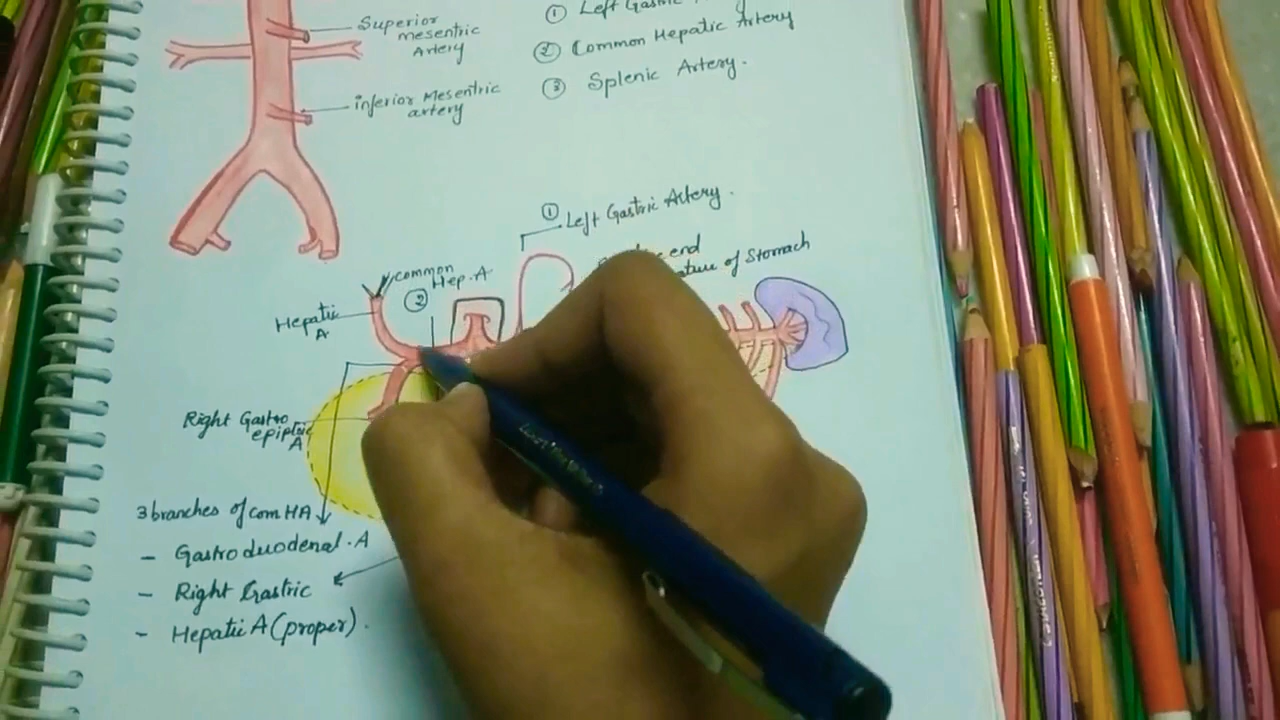 Superior
mesentric
Artery
inferior Mesentric
artery
① Left Gastric
② Common Hepatic Artery
③ Splenic Artery.
① Left Gastric Artery.
end
of Stomach
common
Hep. A
②
Hepatic
A
Right Gastro
epiploic
A
3 branches of com HA
- Gastroduodenal. A
- Right Gastric
- Hepatic A (proper).